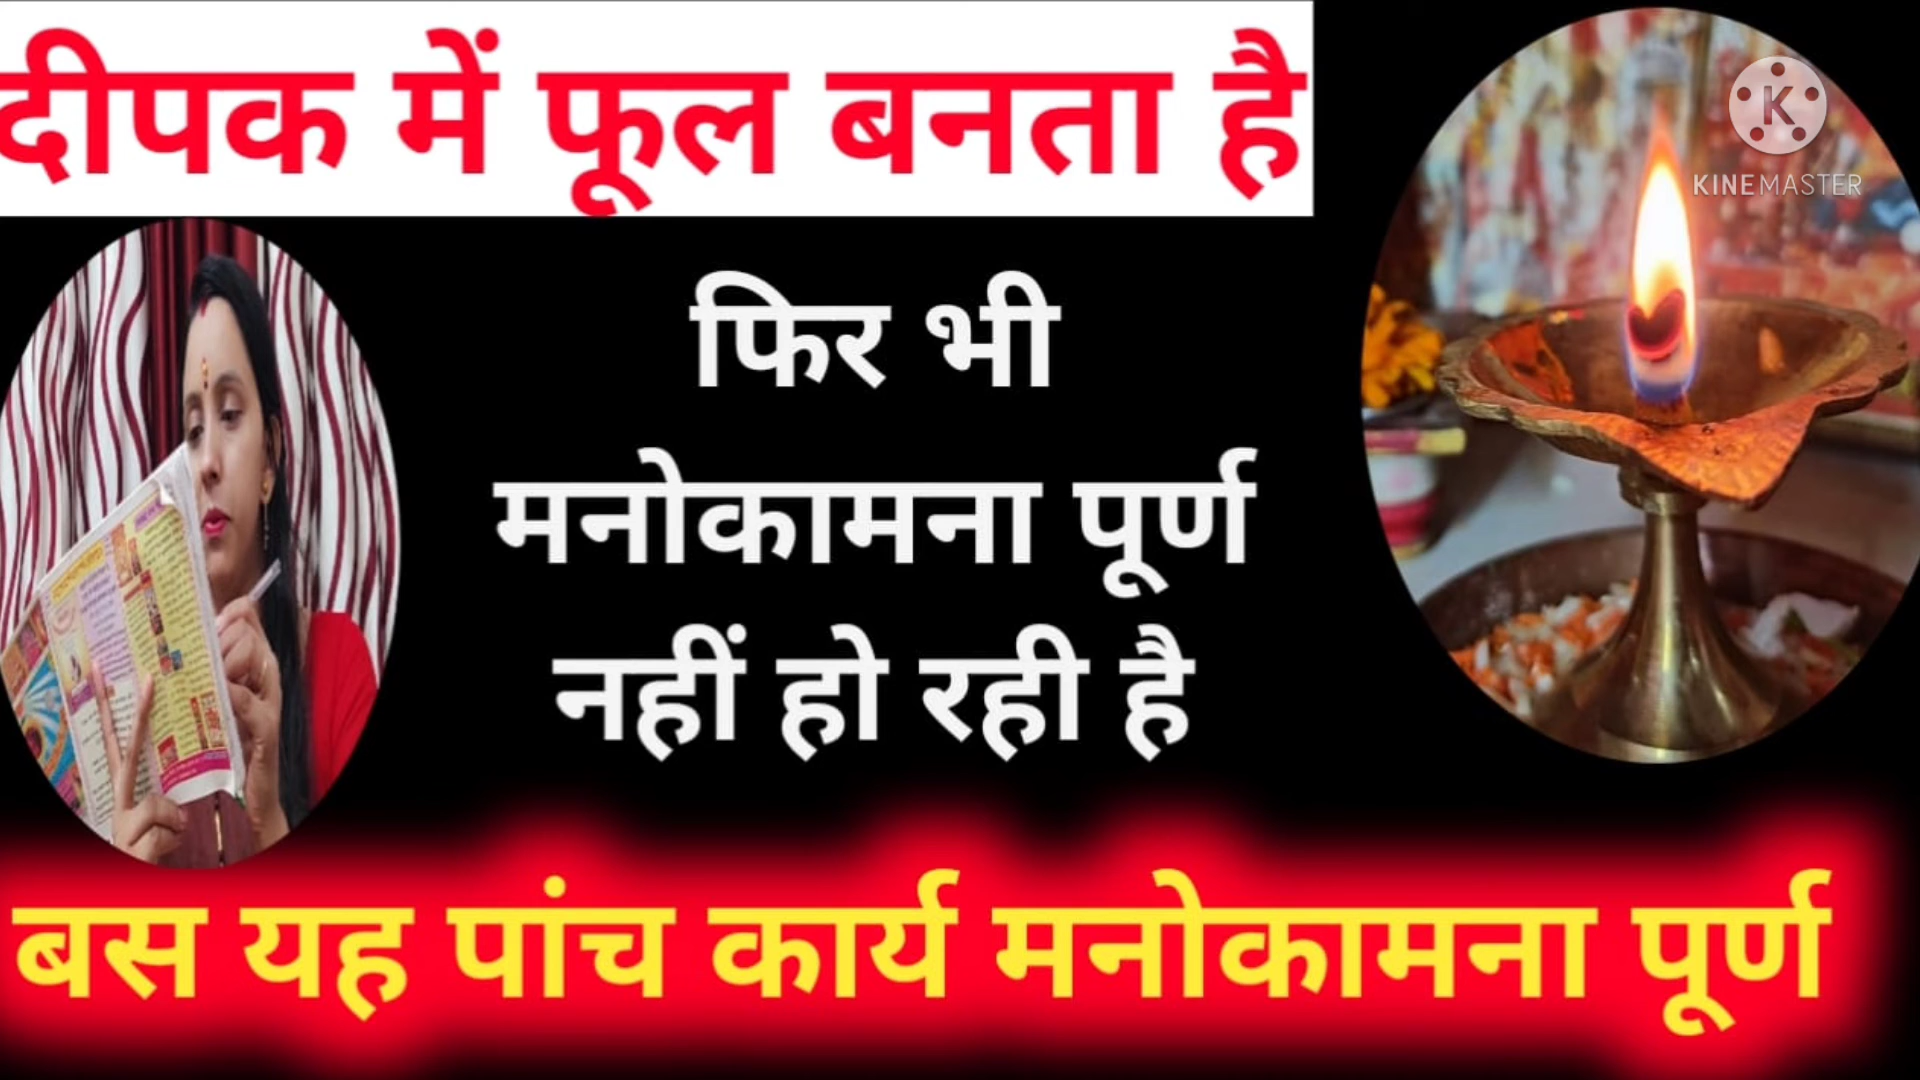 दीपक में फूल बनता है
KINEMASTER
फिर भी
मनोकामना पूर्ण
नहीं हो रही है
बस यह पांच कार्य मनोकामना पूर्ण